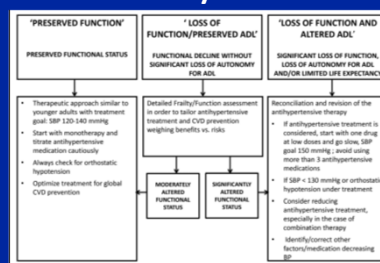 'PRESERVED FUNCTION'
PRESERVED FUNCTIONAL STATUS
• Therapeutic approach similar to
younger adults with treatment
goal: SBP 120-140 mmHg
• Start with monotherapy and
titrate antihypertensive
medication cautiously
• Always check for orthostatic
hypotension
• Optimize treatment for global
CVD prevention
' LOSS OF
FUNCTION/PRESERVED ADL'
FUNCTIONAL DECLINE WITHOUT
SIGNIFICANT LOSS OF AUTONOMY
FOR ADL
Detailed Frailty/Function assessment
in order to tailor antihypertensive
treatment and CVD prevention
weighing benefits vs. risks
MODERATELY
ALTERED
FUNCTIONAL
STATUS
SIGNIFICANTLY
ALTERED
FUNCTIONAL
STATUS
'LOSS OF FUNCTION AND
ALTERED ADL'
SIGNIFICANT LOSS OF FUNCTION,
LOSS OF AUTONOMY FOR ADL
AND/OR LIMITED LIFE EXPECTANCY
Reconciliation and revision of the
antihypertensive therapy
• If antihypertensive treatment is
considered, start with one drug
at low doses and go slow, SBP
goal 150 mmHg ; avoid using
more than 3 antihypertensive
medications
• If SBP < 130 mmHg or orthostatic
hypotension under treatment
• Consider reducing
antihypertensive treatment,
especially in the case of
combination therapy
• Identify/correct other
factors/medication decreasing
BP